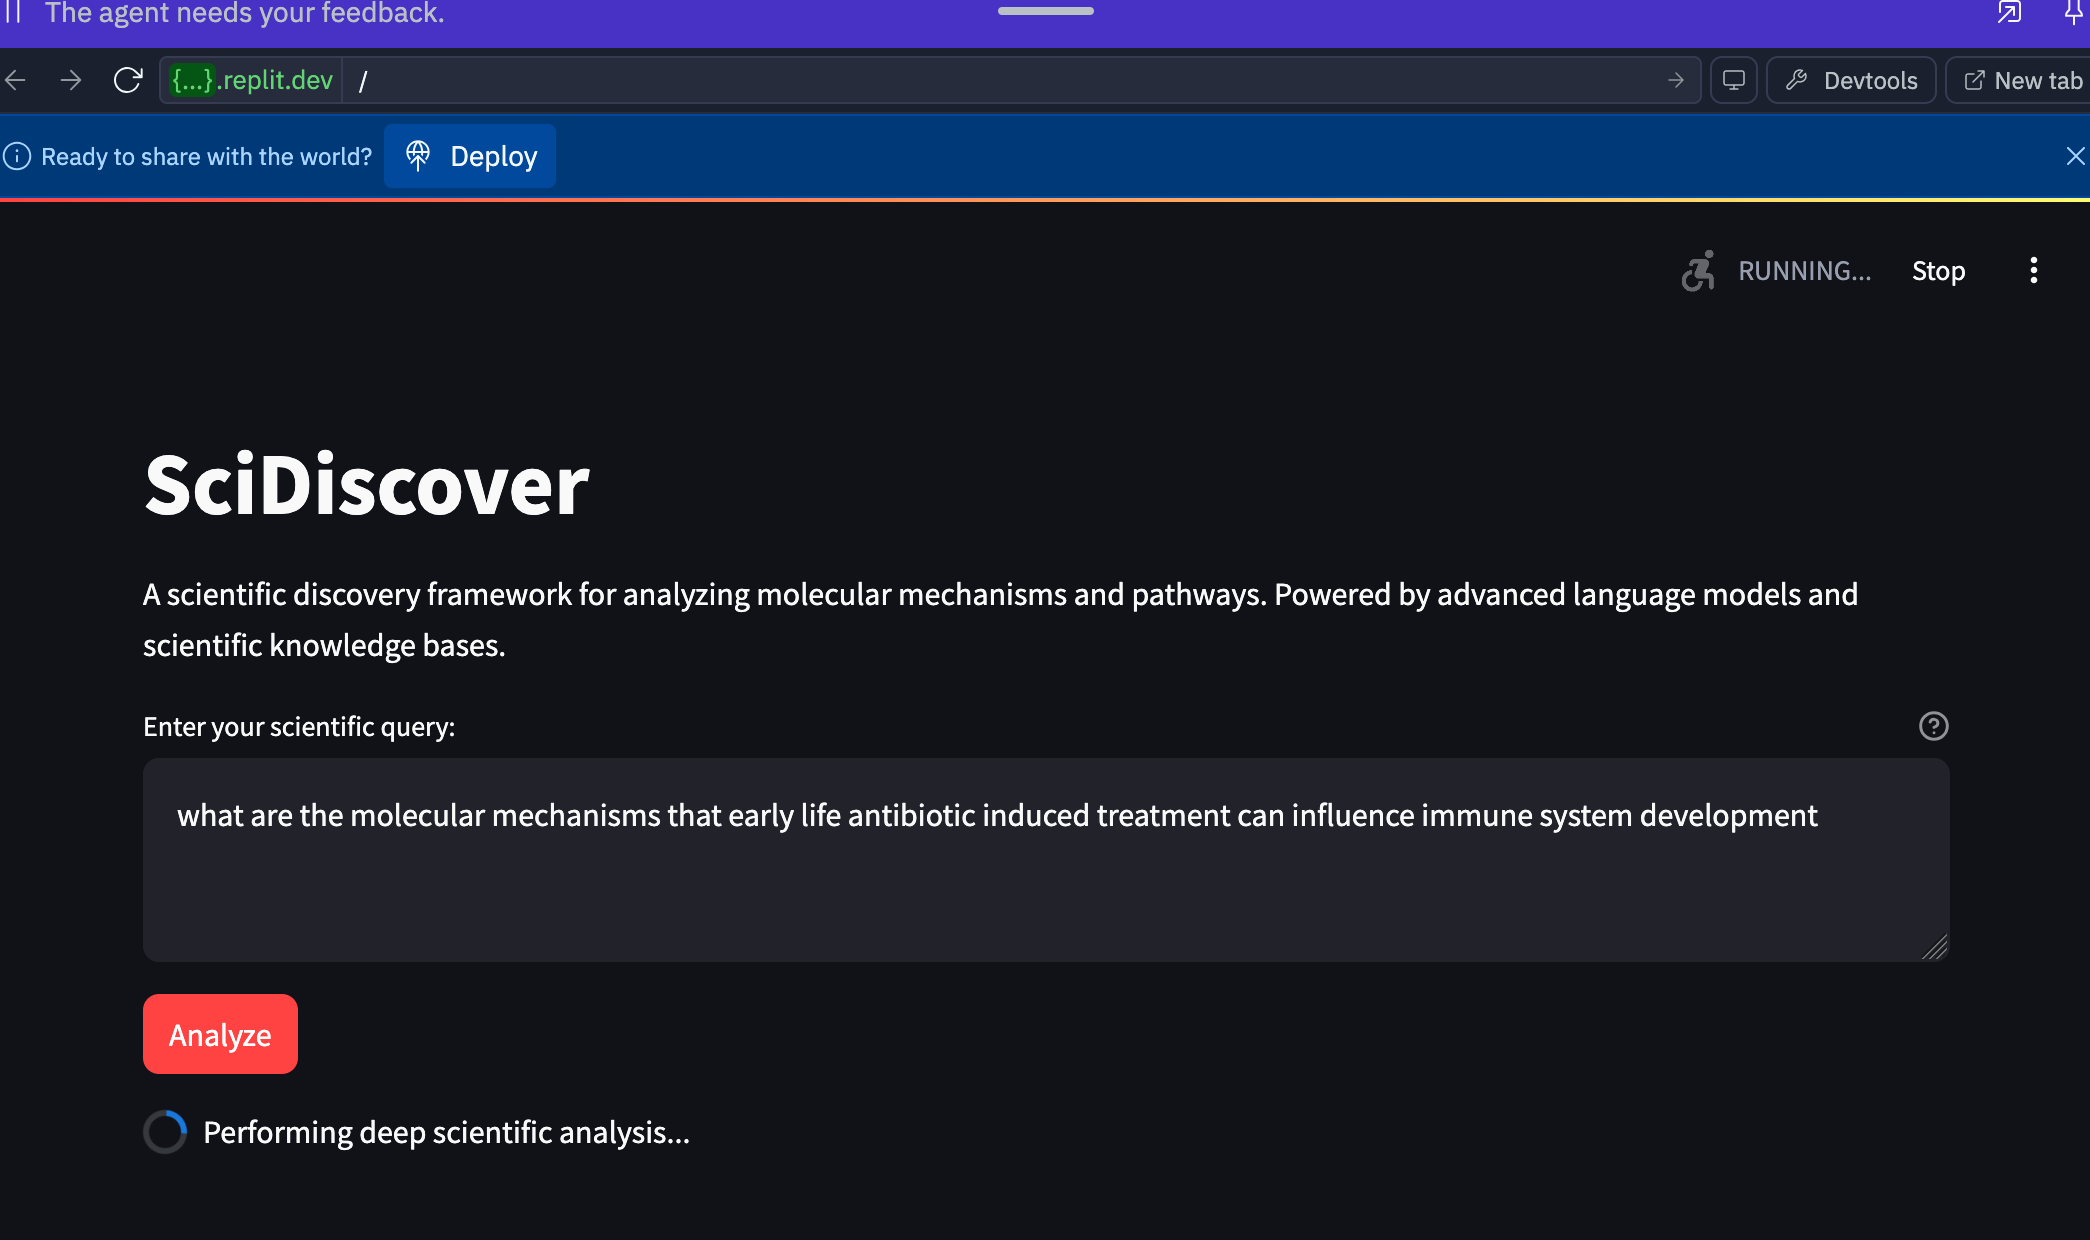 The agent needs your feedback.
{...}.replit.dev /
Devtools
New tab
Ready to share with the world?
Deploy
RUNNING...
Stop
SciDiscover
A scientific discovery framework for analyzing molecular mechanisms and pathways. Powered by advanced language models and
scientific knowledge bases.
Enter your scientific query:
what are the molecular mechanisms that early life antibiotic induced treatment can influence immune system development
Analyze
Performing deep scientific analysis...